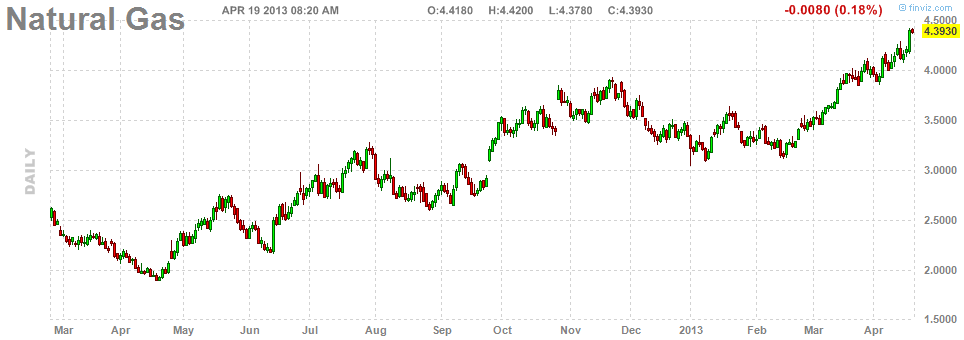 Natural Gas
APR 19 2013 08:20 AM O:4.4180 H:4.4200 L:4.3780 C:4.3930 -0.0080 (0.18%) © finviz.com
DAILY
4.5000
4.3930
4.0000
3.5000
3.0000
2.5000
2.0000
1.5000
Mar Apr May Jun Jul Aug Sep Oct Nov Dec 2013 Feb Mar Apr